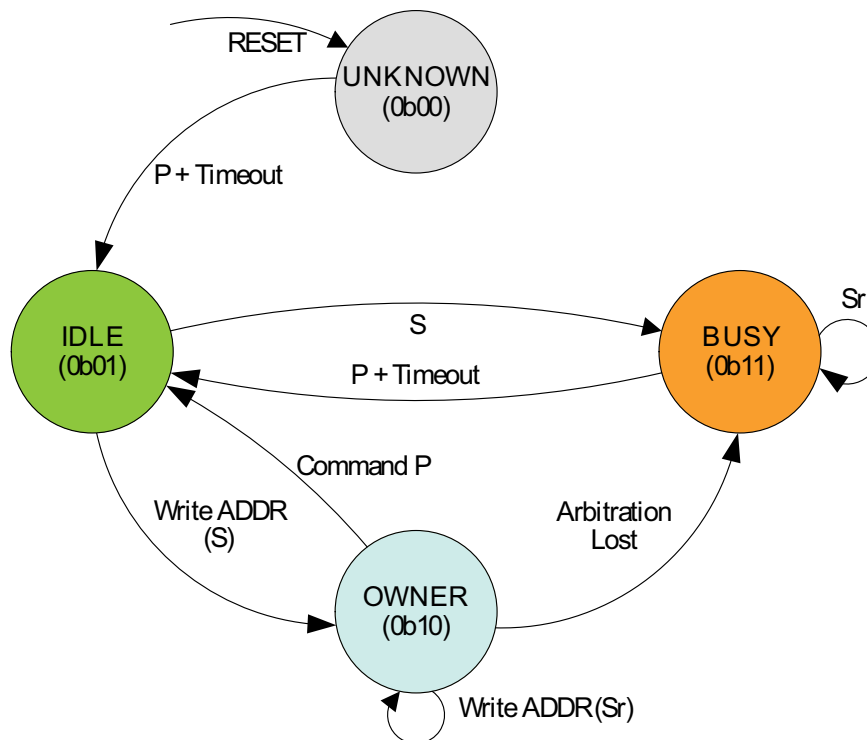 RESET
UNKNOWN
(0b00)
P + Timeout
IDLE
(0b01)
S
P + Timeout
BUSY
(0b11)
Sr
Command P
Write ADDR
(S)
Arbitration
Lost
OWNER
(0b10)
Write ADDR(Sr)